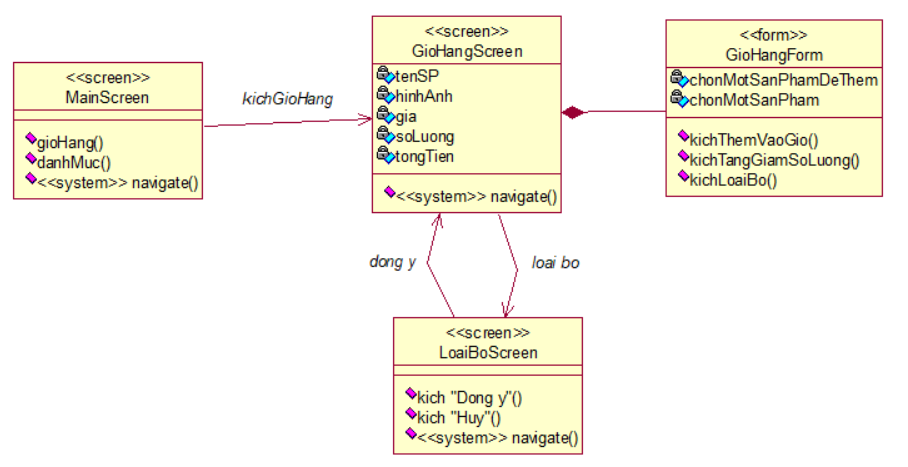 <<screen>>
MainScreen
gioHang()
danhMuc()
<<system>> navigate()
kichGioHang
<<screen>>
GioHangScreen
tenSP
hinhAnh
gia
soLuong
tongTien
<<system>> navigate()
<<form>>
GioHangForm
chonMotSanPhamDeThem
chonMotSanPham
kichThemVaoGio()
kichTangGiamSoLuong()
kichLoaiBo()
dong y
loai bo
<<screen>>
LoaiBoScreen
kich "Dong y"()
kich "Huy"()
<<system>> navigate()